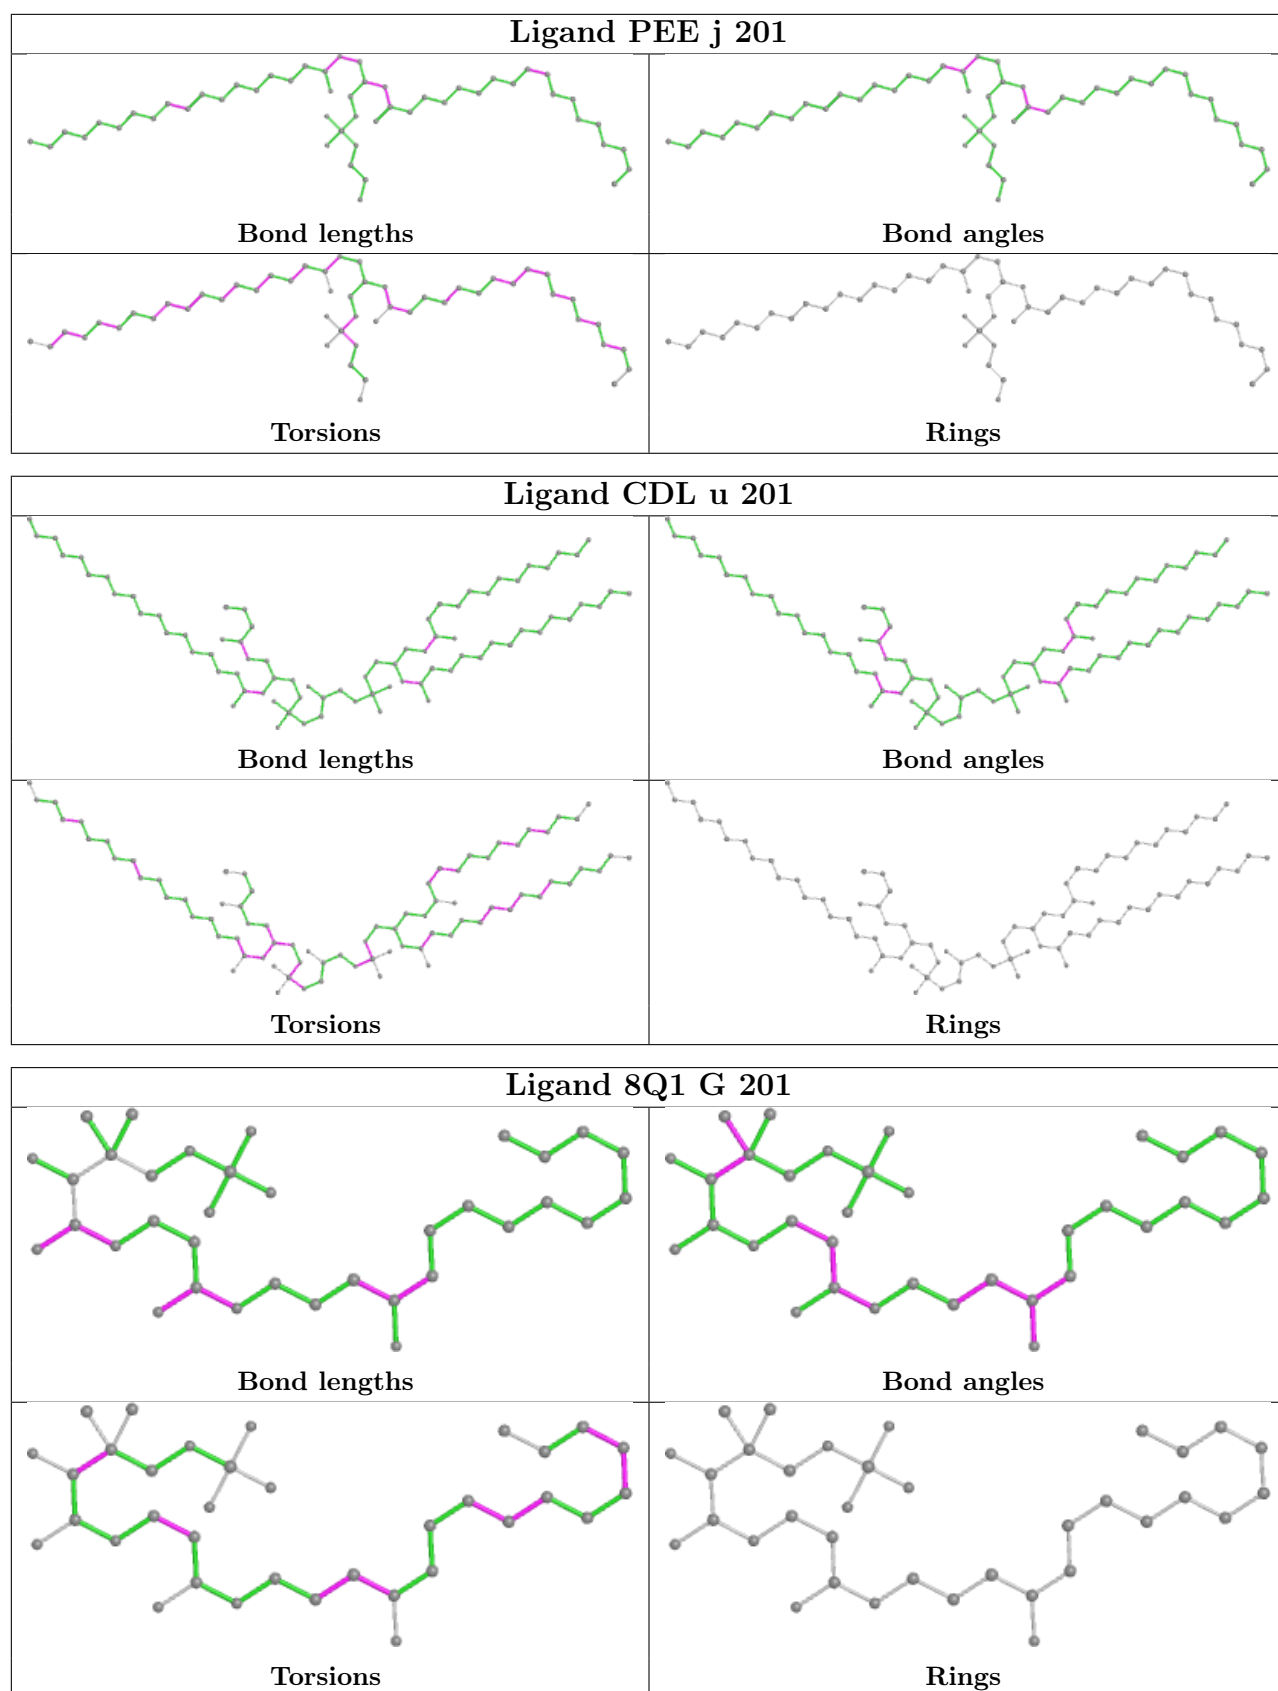 Ligand PEE j 201
Bond lengths
Bond angles
Torsions
Rings
Ligand CDL u 201
Bond lengths
Bond angles
Torsions
Rings
Ligand 8Q1 G 201
Bond lengths
Bond angles
Torsions
Rings